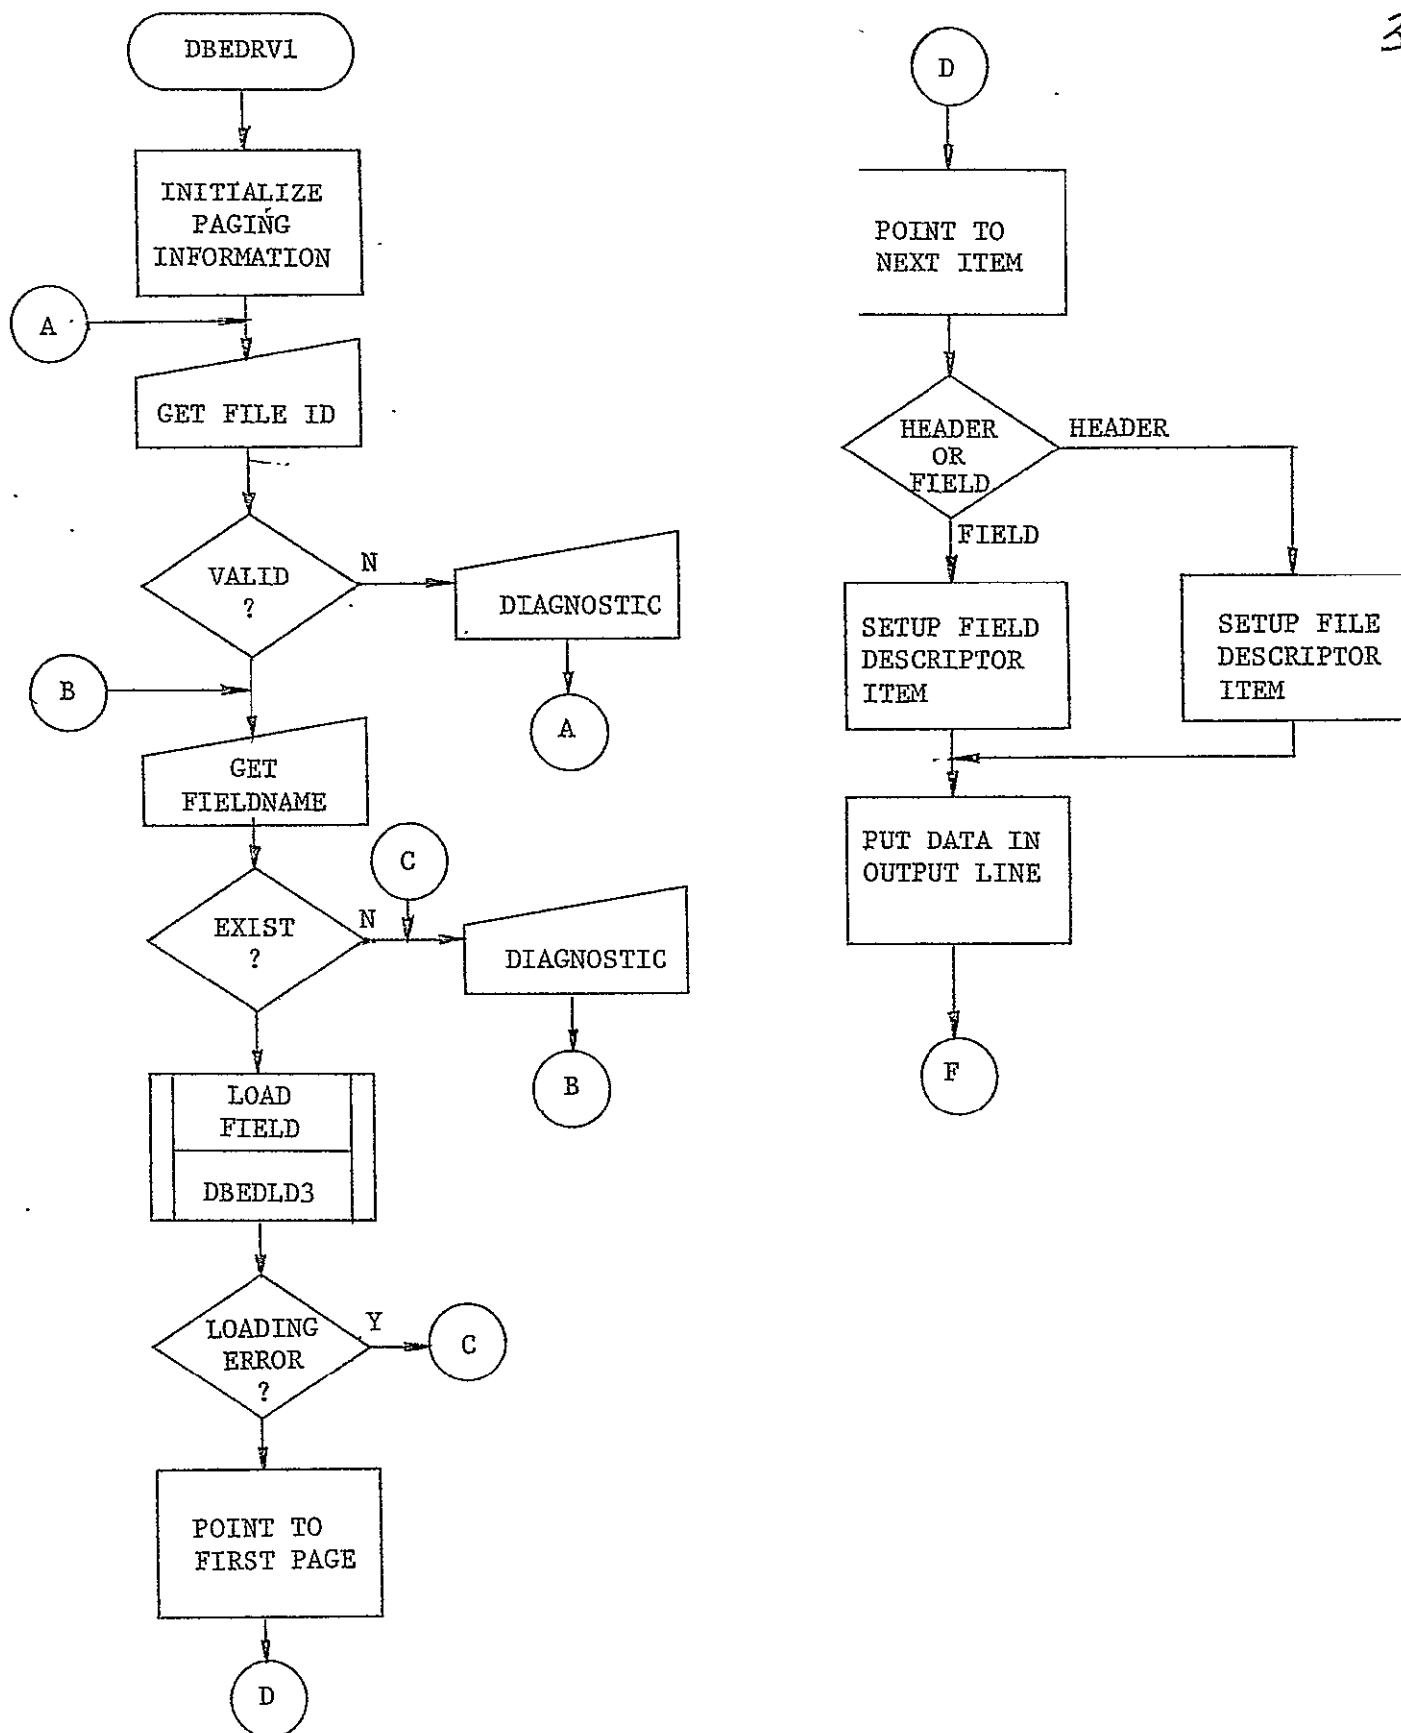 DBEDRV1
INITIALIZE
PAGING
INFORMATION
A
GET FILE ID
VALID
?
N
DIAGNOSTIC
A
B
GET
FIELDNAME
C
EXIST
?
N
DIAGNOSTIC
B
LOAD
FIELD
DBEDLD3
LOADING
ERROR
?
Y
C
POINT TO
FIRST PAGE
D
D
POINT TO
NEXT ITEM
HEADER
OR
FIELD
HEADER
FIELD
SETUP FIELD
DESCRIPTOR
ITEM
SETUP FILE
DESCRIPTOR
ITEM
PUT DATA IN
OUTPUT LINE
F